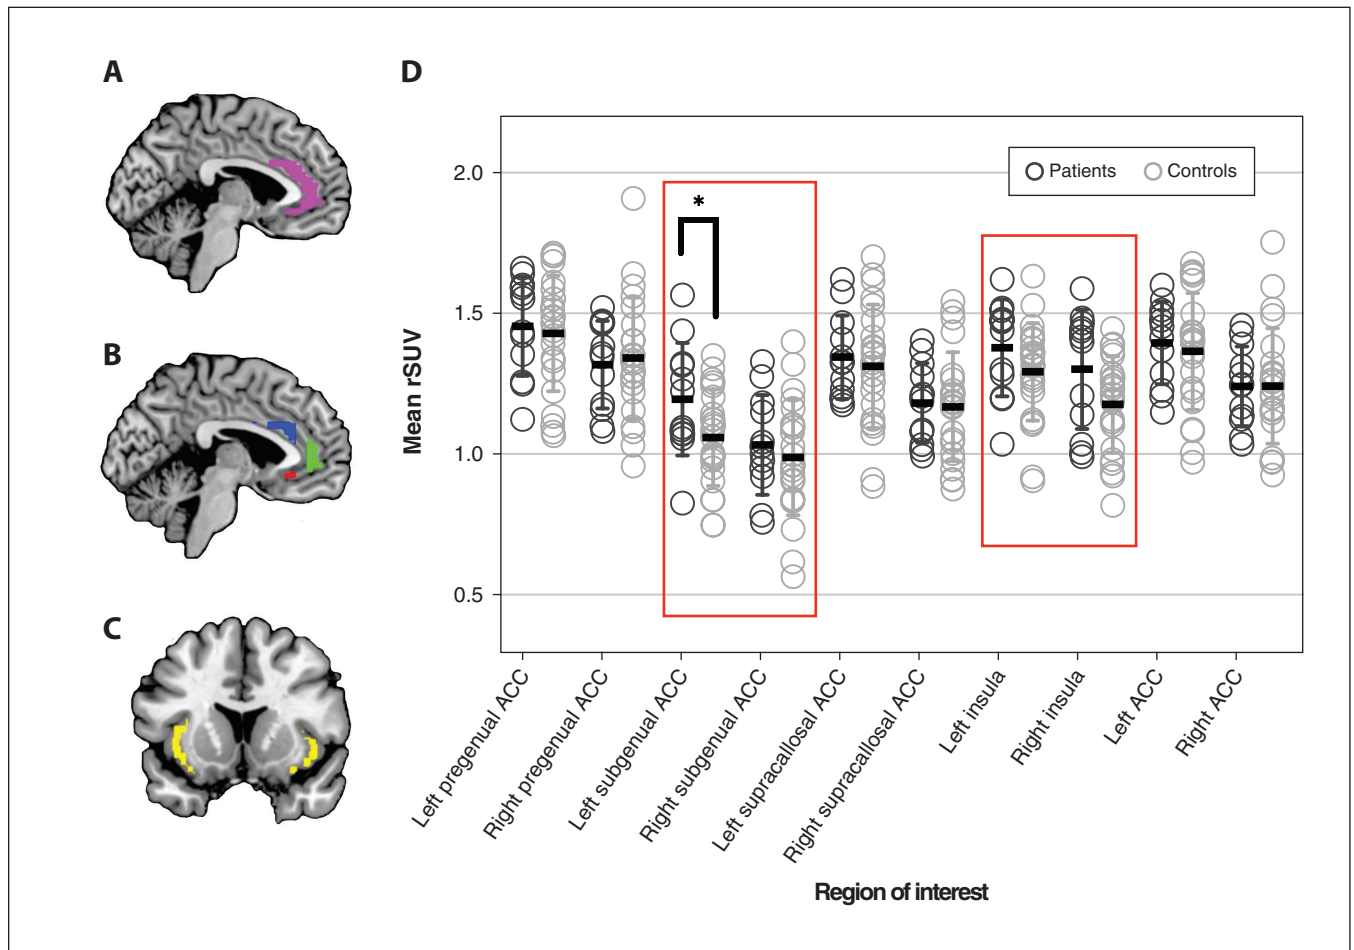 A
B
C
D
Mean rSUV
2.0
1.5
1.0
0.5
*
Patients
Controls
Left pregenual ACC
Right pregenual ACC
Left subgenual ACC
Right subgenual ACC
Left supracallosal ACC
Right supracallosal ACC
Left insula
Right insula
Left ACC
Right ACC
Region of interest